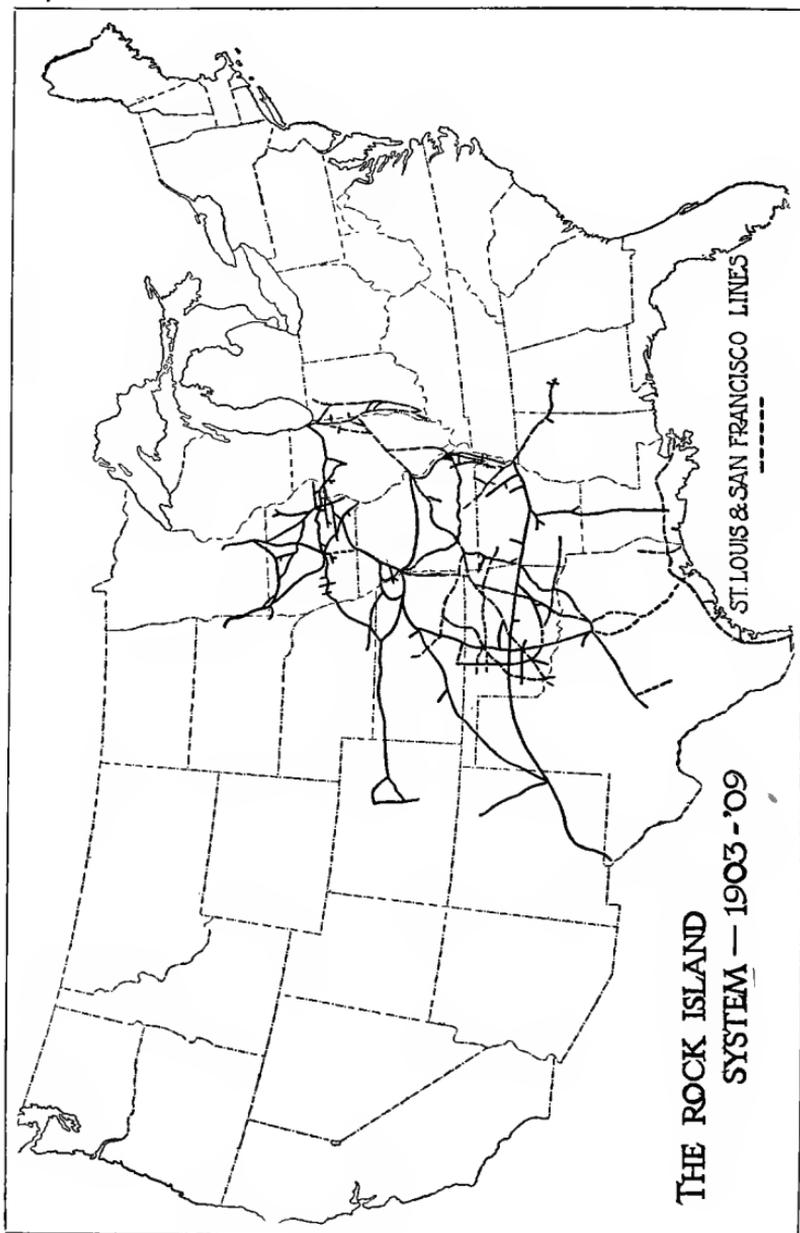 THE ROCK ISLAND
SYSTEM — 1903-'09
ST. LOUIS & SAN FRANCISCO LINES